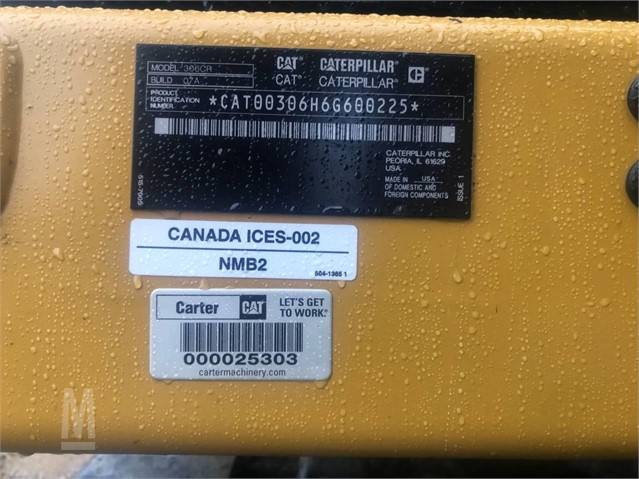 MODEL 306CR
BUILD 07A
CAT CATERPILLAR
CAT CATERPILLAR
PRODUCT IDENTIFICATION NUMBER
*CAT00306H6G600225*
CATERPILLAR INC.
PEORIA, IL 61629
USA
MADE IN USA
OF DOMESTIC AND
FOREIGN COMPONENTS
ISSUE 1
CANADA ICES-002
NMB2
Carter CAT LET'S GET
TO WORK.
000025303
cartermachinery.com
M